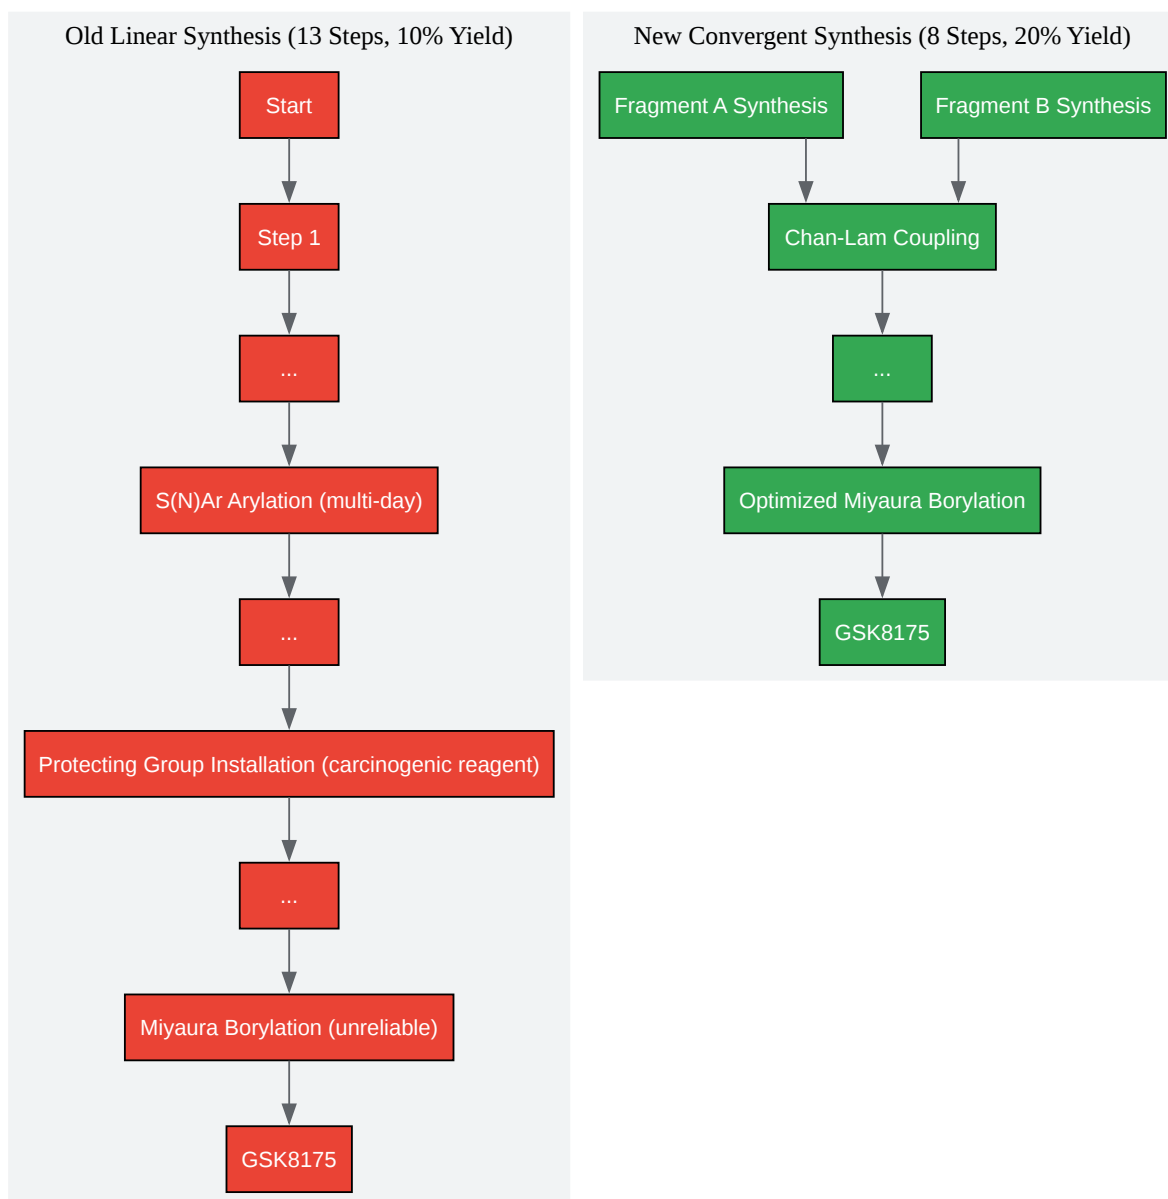 Old Linear Synthesis (13 Steps, 10% Yield)
Start
Step 1
...
S(N)Ar Arylation (multi-day)
...
Protecting Group Installation (carcinogenic reagent)
...
Miyaura Borylation (unreliable)
GSK8175
New Convergent Synthesis (8 Steps, 20% Yield)
Fragment A Synthesis
Fragment B Synthesis
Chan-Lam Coupling
...
Optimized Miyaura Borylation
GSK8175